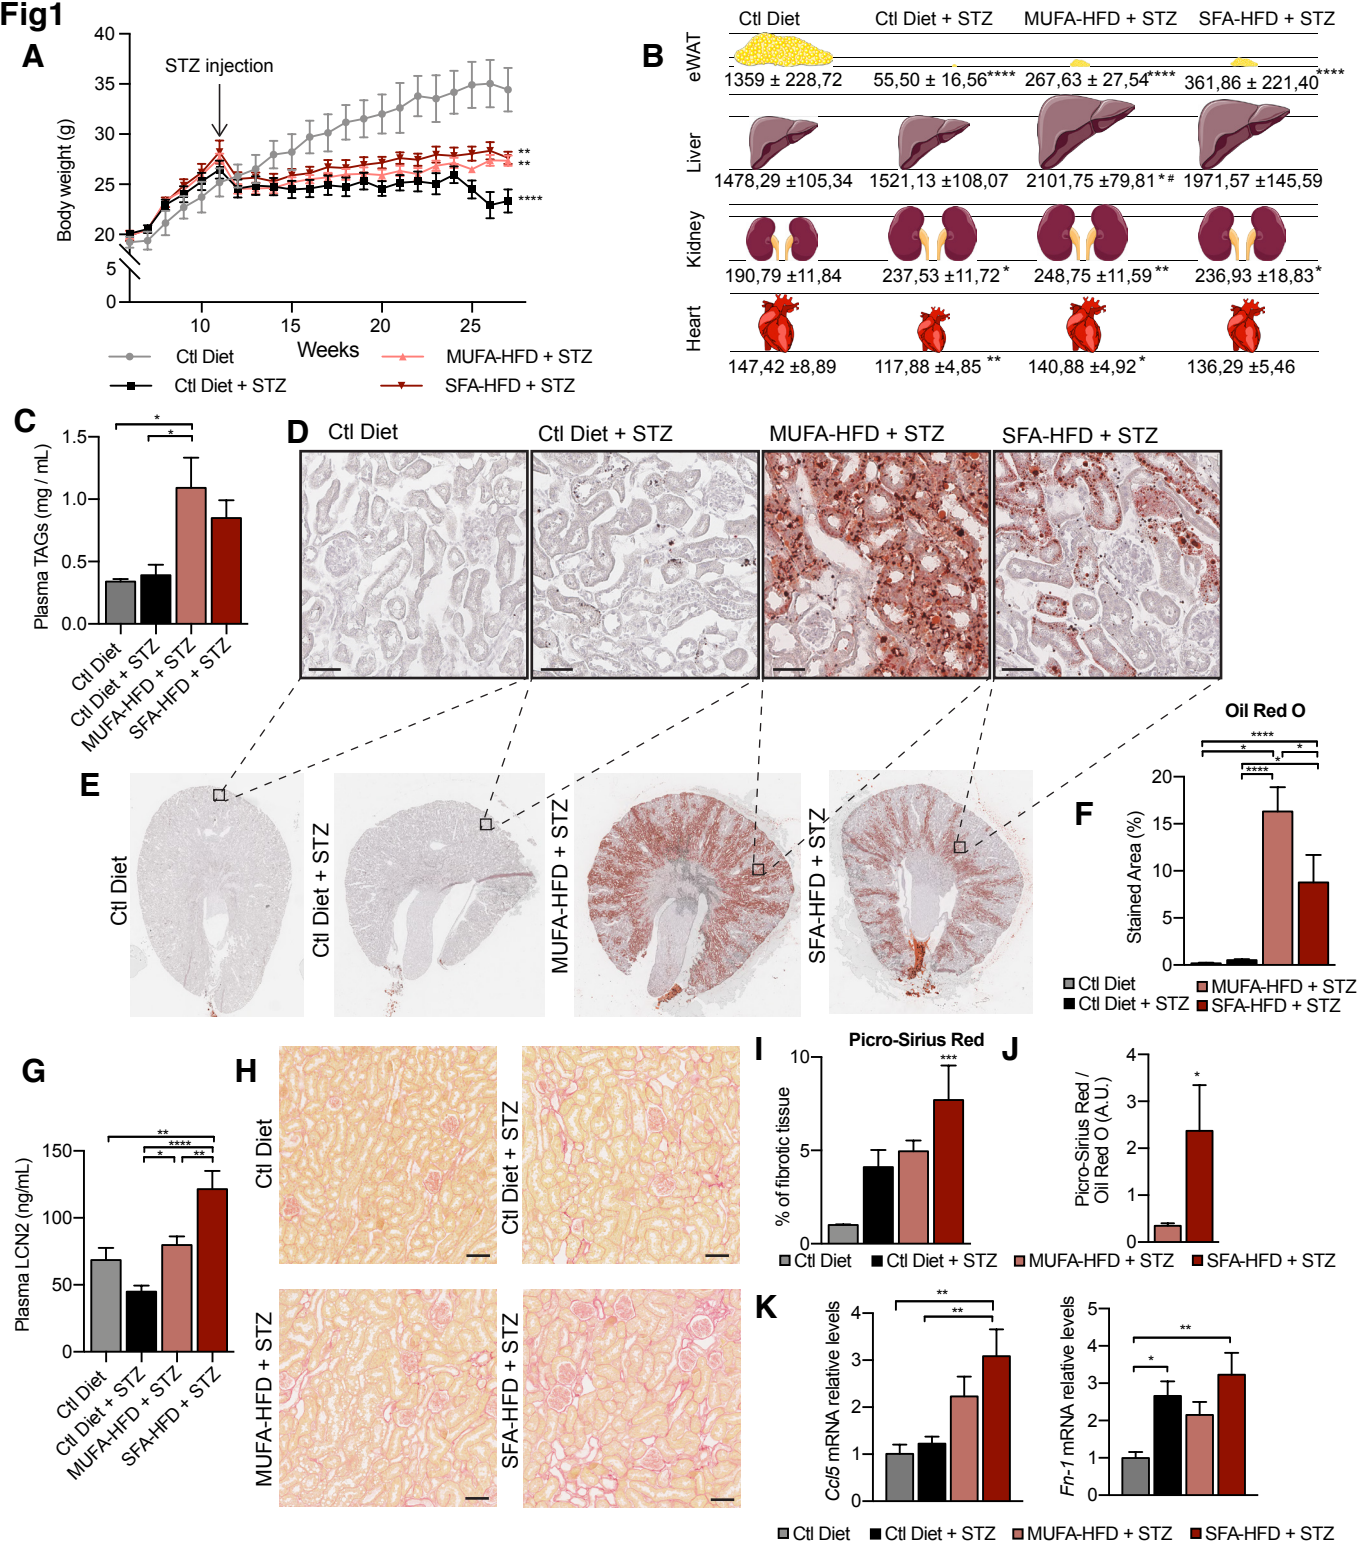 Fig1
A
STZ injection
Body weight (g)
40
35
30
25
20
5
0
10
15
20
25
Weeks
Ctl Diet
MUFA-HFD + STZ
Ctl Diet + STZ
SFA-HFD + STZ
**
**
****
B
Ctl Diet
Ctl Diet + STZ
MUFA-HFD + STZ
SFA-HFD + STZ
eWAT
1359 ± 228,72
55,50 ± 16,56****
267,63 ± 27,54****
361,86 ± 221,40****
Liver
1478,29 ±105,34
1521,13 ±108,07
2101,75 ±79,81 * #
1971,57 ±145,59
Kidney
190,79 ±11,84
237,53 ±11,72 *
248,75 ±11,59 **
236,93 ±18,83*
Heart
147,42 ±8,89
117,88 ±4,85 **
140,88 ±4,92 *
136,29 ±5,46
C
Plasma TAGs (mg / mL)
1.5
1.0
0.5
0.0
*
*
Ctl Diet
Ctl Diet + STZ
MUFA-HFD + STZ
SFA-HFD + STZ
D
Ctl Diet
Ctl Diet + STZ
MUFA-HFD + STZ
SFA-HFD + STZ
E
Ctl Diet
Ctl Diet + STZ
MUFA-HFD + STZ
SFA-HFD + STZ
F
Oil Red O
****
*
*
*
****
Stained Area (%)
20
15
10
5
0
Ctl Diet
MUFA-HFD + STZ
Ctl Diet + STZ
SFA-HFD + STZ
G
Plasma LCN2 (ng/mL)
150
100
50
0
**
****
*
**
Ctl Diet
Ctl Diet + STZ
MUFA-HFD + STZ
SFA-HFD + STZ
H
Ctl Diet
Ctl Diet + STZ
MUFA-HFD + STZ
SFA-HFD + STZ
I
Picro-Sirius Red
% of fibrotic tissue
10
5
0
***
J
Picro-Sirius Red /
Oil Red O (A.U.)
4
3
2
1
0
*
Ctl Diet
Ctl Diet + STZ
MUFA-HFD + STZ
SFA-HFD + STZ
K
Ccl5 mRNA relative levels
4
3
2
1
0
**
**
Fn-1 mRNA relative levels
5
4
3
2
1
0
**
*
Ctl Diet
Ctl Diet + STZ
MUFA-HFD + STZ
SFA-HFD + STZ